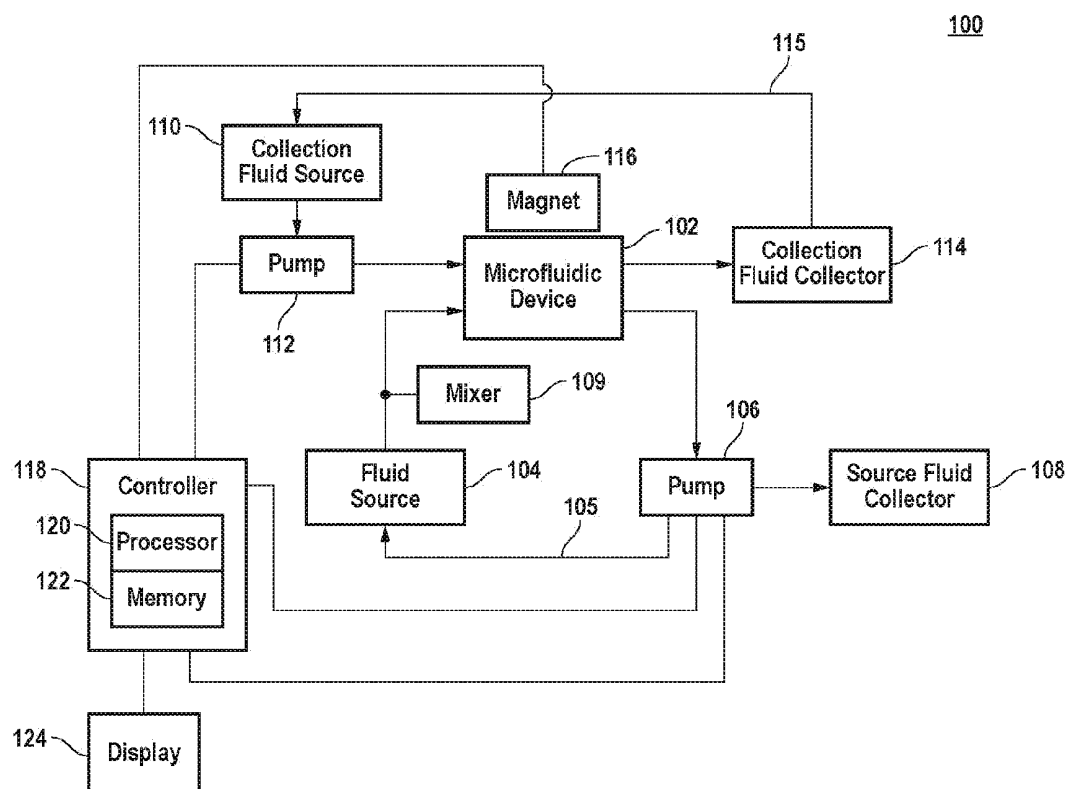 100
115
110
Collection
Fluid Source
116
Magnet
102
Pump
112
Microfluidic
Device
Collection
Fluid Collector
114
Mixer
109
106
118
Controller
Fluid
Source
104
Pump
Source Fluid
Collector
108
120
Processor
105
122
Memory
124
Display